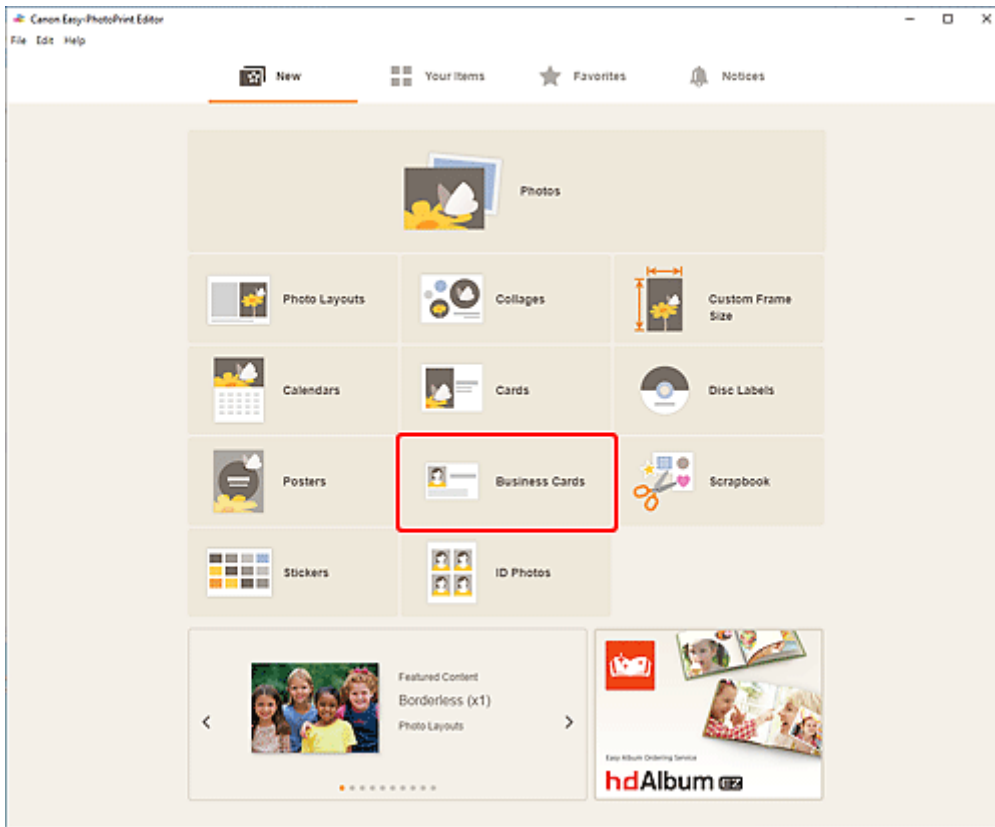 Canon Easy-PhotoPrint Editor
File Edit Help
New
Your Items
Favorites
Notices
Photos
Photo Layouts
Collages
Custom Frame
Size
Calendars
Cards
Disc Labels
Posters
Business Cards
Scrapbook
Stickers
ID Photos
Featured Content
Borderless (x1)
Photo Layouts
Easy Album Ordering Service
hdAlbum EZ